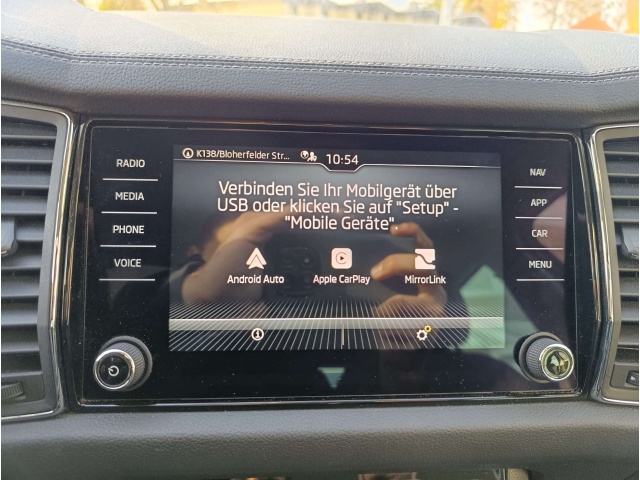 RADIO
MEDIA
PHONE
VOICE
K138/Bloherfelder Str...
10:54
Verbinden Sie Ihr Mobilgerät über
USB oder klicken Sie auf "Setup" -
"Mobile Geräte"
Android Auto
Apple CarPlay
MirrorLink
NAV
APP
CAR
MENU